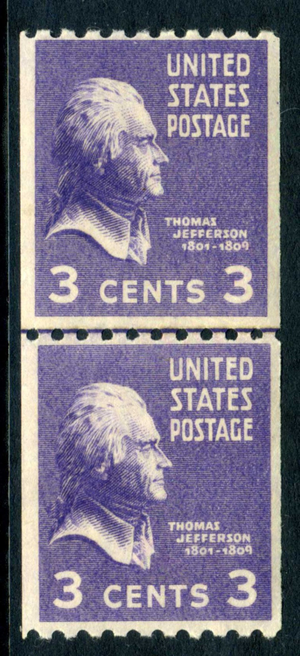 UNITED
STATES
POSTAGE
THOMAS
JEFFERSON
1801-1809
3 CENTS 3
UNITED
STATES
POSTAGE
THOMAS
JEFFERSON
1801-1809
3 CENTS 3